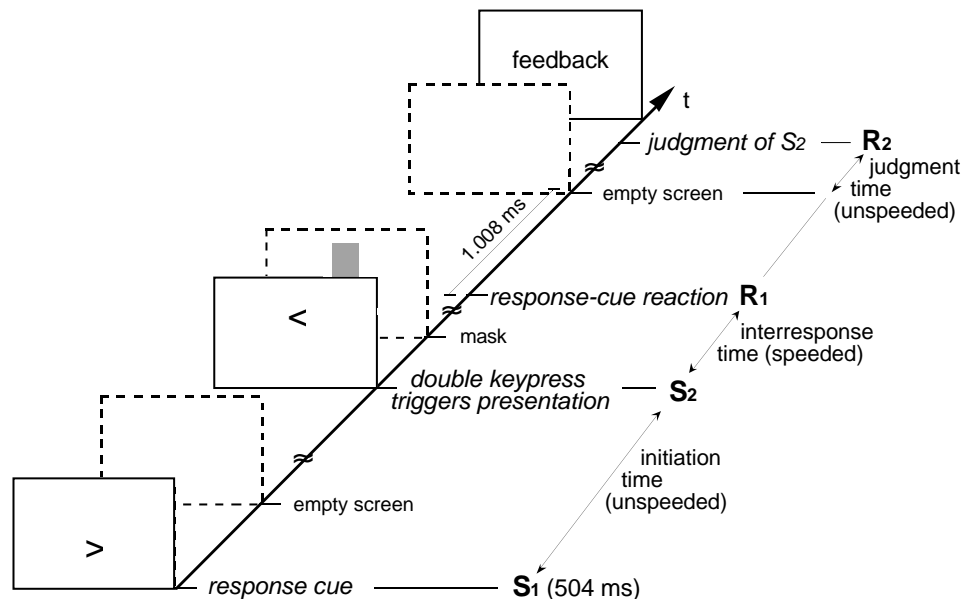 feedback
t
judgment of S2
R2
judgment
time
(unspeeded)
empty screen
1.008 ms
<
response-cue reaction
R1
mask
interresponse
time (speeded)
double keypress
triggers presentation
S2
initiation
time
(unspeeded)
empty screen
>
response cue
S1 (504 ms)